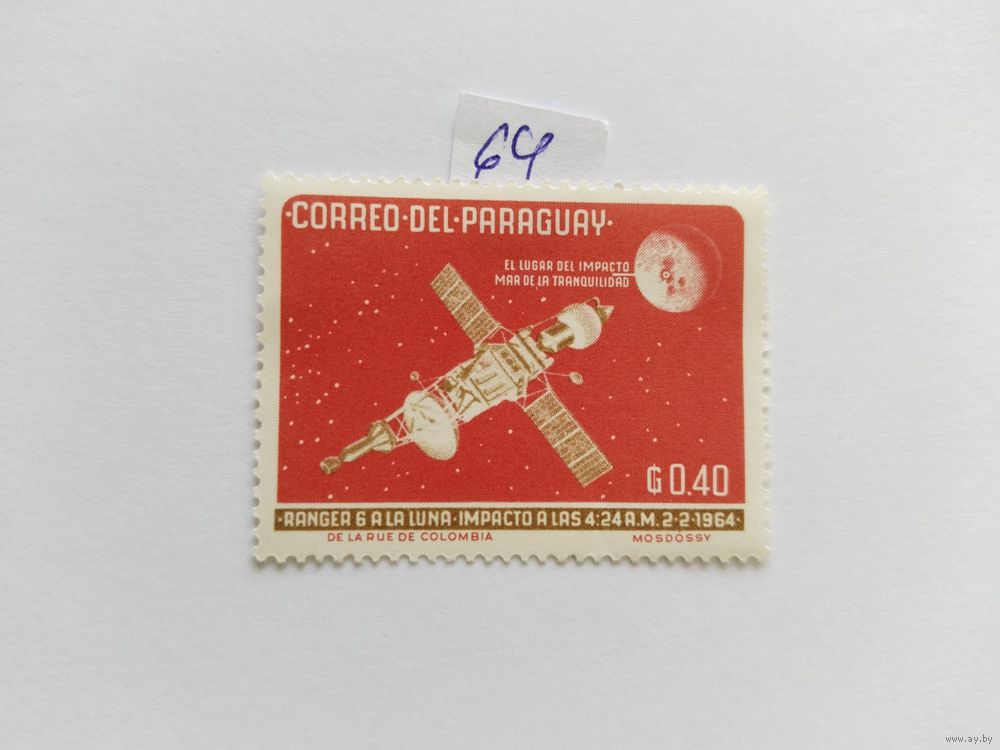 64
·CORREO·DEL·PARAGUAY·
EL LUGAR DEL IMPACTO
MAR DE LA TRANQUILIDAD
₲0.40
·RANGER 6 A LA LUNA·IMPACTO A LAS 4:24 A.M. 2·2·1964·
DE LA RUE DE COLOMBIA
MOSDOSSY
www.ay.by